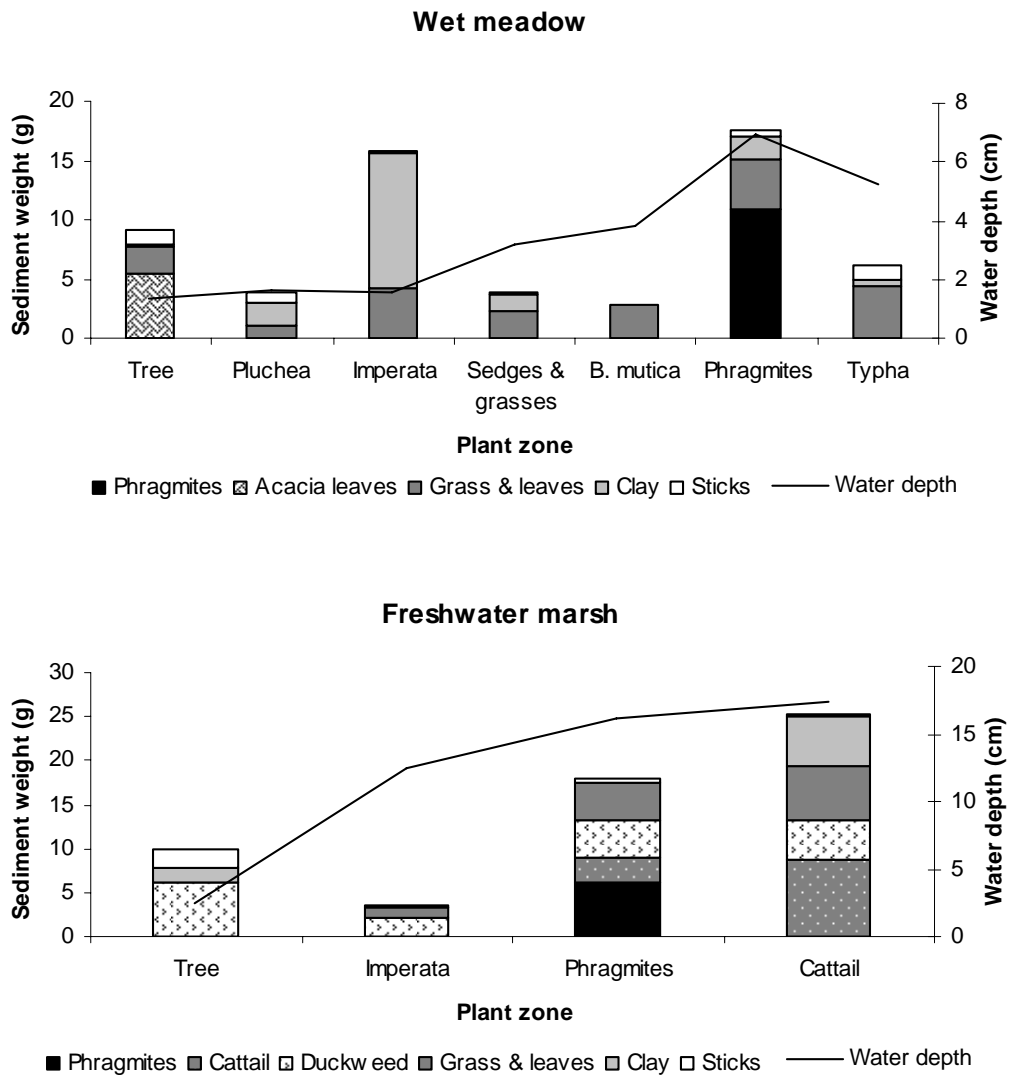 Wet meadow
Sediment weight (g)
20
15
10
5
0
8
6
4
2
0
Water depth (cm)
Tree Pluchea Imperata Sedges & grasses B. mutica Phragmites Typha
Plant zone
Phragmites Acacia leaves Grass & leaves Clay Sticks Water depth
Freshwater marsh
Sediment weight (g)
30
25
20
15
10
5
0
20
15
10
5
0
Water depth (cm)
Tree Imperata Phragmites Cattail
Plant zone
Phragmites Cattail Duckweed Grass & leaves Clay Sticks Water depth